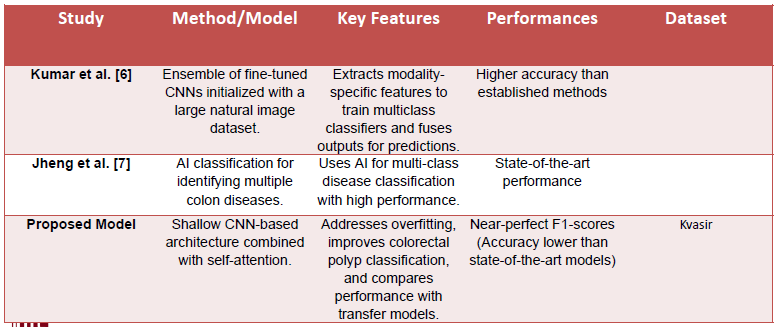 Study Method/Model Key Features Performances Dataset
Kumar et al. [6] Ensemble of fine-tuned Extracts modality- Higher accuracy than
CNNs initialized with a specific features to established methods
large natural image train multiclass
dataset. classifiers and fuses
outputs for predictions.
Jheng et al. [7] AI classification for Uses AI for multi-class State-of-the-art
identifying multiple disease classification performance
colon diseases. with high performance.
Proposed Model Shallow CNN-based Addresses overfitting, Near-perfect F1-scores Kvasir
architecture combined improves colorectal (Accuracy lower than
with self-attention. polyp classification, state-of-the-art models)
and compares
performance with
transfer models.